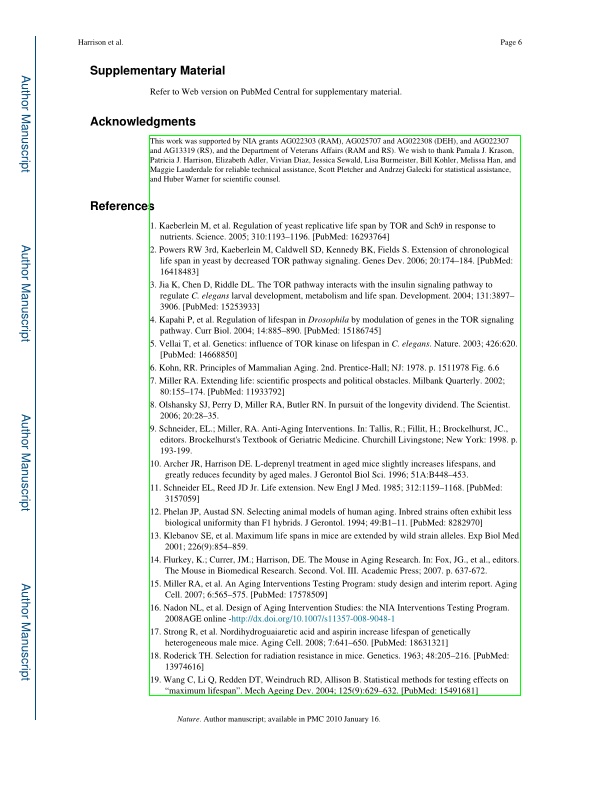 Harrison et al.
Page 6
Author Manuscript
Author Manuscript
Author Manuscript
Author Manuscript
Supplementary Material
Refer to Web version on PubMed Central for supplementary material.
Acknowledgments
This work was supported by NIA grants AG022303 (RAM), AG025707 and AG022308 (DEH), and AG022307
and AG13319 (RS), and the Department of Veterans Affairs (RAM and RS). We wish to thank Pamala J. Krason,
Patricia J. Harrison, Elizabeth Adler, Vivian Diaz, Jessica Sewald, Lisa Burmeister, Bill Kohler, Melissa Han, and
Maggie Lauderdale for reliable technical assistance, Scott Pletcher and Andrzej Galecki for statistical assistance,
and Huber Warner for scientific counsel.
References
1. Kaeberlein M, et al. Regulation of yeast replicative life span by TOR and Sch9 in response to
nutrients. Science. 2005; 310:1193–1196. [PubMed: 16293764]
2. Powers RW 3rd, Kaeberlein M, Caldwell SD, Kennedy BK, Fields S. Extension of chronological
life span in yeast by decreased TOR pathway signaling. Genes Dev. 2006; 20:174–184. [PubMed:
16418483]
3. Jia K, Chen D, Riddle DL. The TOR pathway interacts with the insulin signaling pathway to
regulate C. elegans larval development, metabolism and life span. Development. 2004; 131:3897–
3906. [PubMed: 15253933]
4. Kapahi P, et al. Regulation of lifespan in Drosophila by modulation of genes in the TOR signaling
pathway. Curr Biol. 2004; 14:885–890. [PubMed: 15186745]
5. Vellai T, et al. Genetics: influence of TOR kinase on lifespan in C. elegans. Nature. 2003; 426:620.
[PubMed: 14668850]
6. Kohn, RR. Principles of Mammalian Aging. 2nd. Prentice-Hall; NJ: 1978. p. 1511978 Fig. 6.6
7. Miller RA. Extending life: scientific prospects and political obstacles. Milbank Quarterly. 2002;
80:155–174. [PubMed: 11933792]
8. Olshansky SJ, Perry D, Miller RA, Butler RN. In pursuit of the longevity dividend. The Scientist.
2006; 20:28–35.
9. Schneider, EL.; Miller, RA. Anti-Aging Interventions. In: Tallis, R.; Fillit, H.; Brockelhurst, JC.,
editors. Brockelhurst's Textbook of Geriatric Medicine. Churchill Livingstone; New York: 1998. p.
193-199.
10. Archer JR, Harrison DE. L-deprenyl treatment in aged mice slightly increases lifespans, and
greatly reduces fecundity by aged males. J Gerontol Biol Sci. 1996; 51A:B448–453.
11. Schneider EL, Reed JD Jr. Life extension. New Engl J Med. 1985; 312:1159–1168. [PubMed:
3157059]
12. Phelan JP, Austad SN. Selecting animal models of human aging. Inbred strains often exhibit less
biological uniformity than F1 hybrids. J Gerontol. 1994; 49:B1–11. [PubMed: 8282970]
13. Klebanov SE, et al. Maximum life spans in mice are extended by wild strain alleles. Exp Biol Med
2001; 226(9):854–859.
14. Flurkey, K.; Currer, JM.; Harrison, DE. The Mouse in Aging Research. In: Fox, JG., et al., editors.
The Mouse in Biomedical Research. Second. Vol. III. Academic Press; 2007. p. 637-672.
15. Miller RA, et al. An Aging Interventions Testing Program: study design and interim report. Aging
Cell. 2007; 6:565–575. [PubMed: 17578509]
16. Nadon NL, et al. Design of Aging Intervention Studies: the NIA Interventions Testing Program.
2008AGE online -http://dx.doi.org/10.1007/s11357-008-9048-1
17. Strong R, et al. Nordihydroguaiaretic acid and aspirin increase lifespan of genetically
heterogeneous male mice. Aging Cell. 2008; 7:641–650. [PubMed: 18631321]
18. Roderick TH. Selection for radiation resistance in mice. Genetics. 1963; 48:205–216. [PubMed:
13974616]
19. Wang C, Li Q, Redden DT, Weindruch RD, Allison B. Statistical methods for testing effects on
“maximum lifespan”. Mech Ageing Dev. 2004; 125(9):629–632. [PubMed: 15491681]
Nature. Author manuscript; available in PMC 2010 January 16.